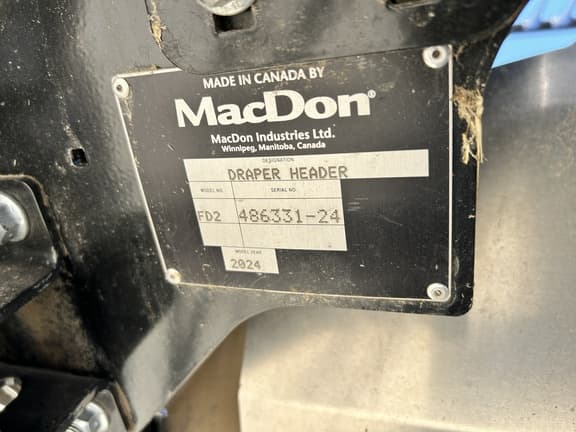 MADE IN CANADA BY
MacDon®
MacDon Industries Ltd.
Winnipeg, Manitoba, Canada
DESIGNATION
DRAPER HEADER
MODEL NO. SERIAL NO.
FD2 486331-24
MODEL YEAR
2024